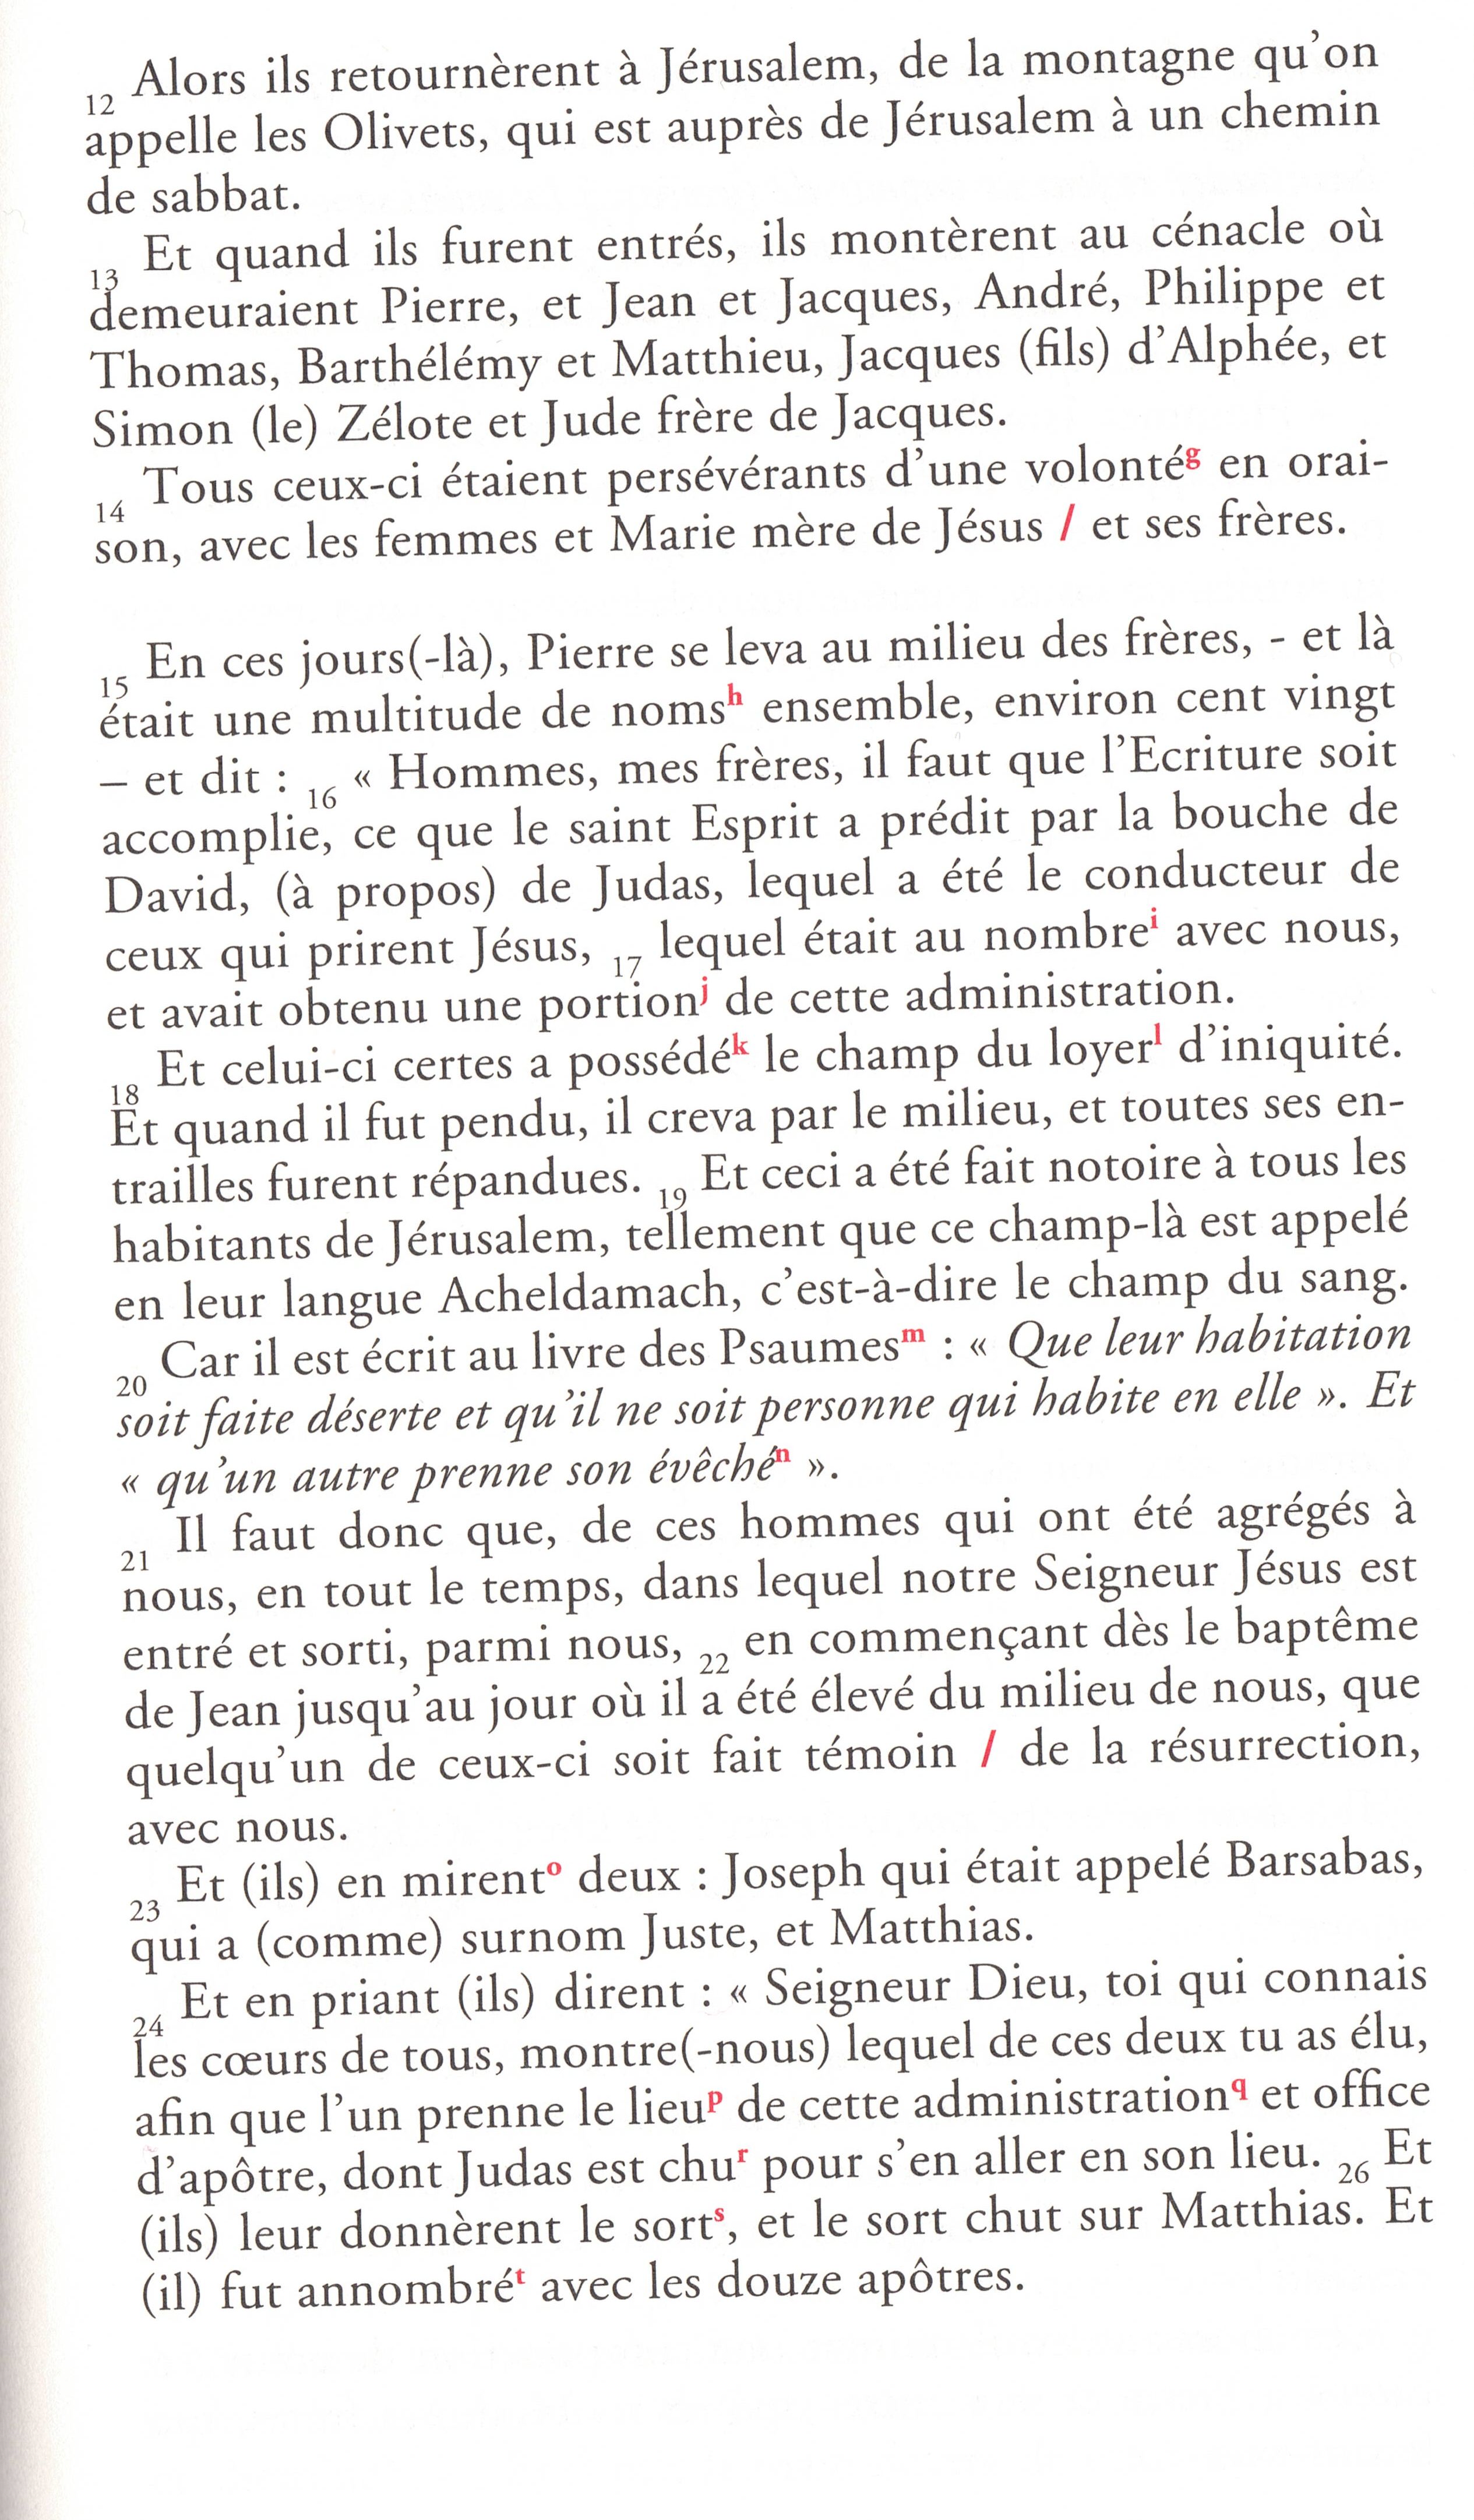 12 Alors ils retournèrent à Jérusalem, de la montagne qu'on
appelle les Olivets, qui est auprès de Jérusalem à un chemin
de sabbat.
13 Et quand ils furent entrés, ils montèrent au cénacle où
demeuraient Pierre, et Jean et Jacques, André, Philippe et
Thomas, Barthélémy et Matthieu, Jacques (fils) d'Alphée, et
Simon (le) Zélote et Jude frère de Jacques.
14 Tous ceux-ci étaient persévérants d'une volontéᵍ en orai-
son, avec les femmes et Marie mère de Jésus / et ses frères.
15 En ces jours(-là), Pierre se leva au milieu des frères, - et là
était une multitude de nomsʰ ensemble, environ cent vingt
– et dit : 16 « Hommes, mes frères, il faut que l'Ecriture soit
accomplie, ce que le saint Esprit a prédit par la bouche de
David, (à propos) de Judas, lequel a été le conducteur de
ceux qui prirent Jésus, 17 lequel était au nombreⁱ avec nous,
et avait obtenu une portionʲ de cette administration.
18 Et celui-ci certes a possédéᵏ le champ du loyerˡ d'iniquité.
Et quand il fut pendu, il creva par le milieu, et toutes ses en-
trailles furent répandues. 19 Et ceci a été fait notoire à tous les
habitants de Jérusalem, tellement que ce champ-là est appelé
en leur langue Acheldamach, c'est-à-dire le champ du sang.
20 Car il est écrit au livre des Psaumesᵐ : « Que leur habitation
soit faite déserte et qu'il ne soit personne qui habite en elle ». Et
« qu'un autre prenne son évêchéⁿ ».
21 Il faut donc que, de ces hommes qui ont été agrégés à
nous, en tout le temps, dans lequel notre Seigneur Jésus est
entré et sorti, parmi nous, 22 en commençant dès le baptême
de Jean jusqu'au jour où il a été élevé du milieu de nous, que
quelqu'un de ceux-ci soit fait témoin / de la résurrection,
avec nous.
23 Et (ils) en mirentᵒ deux : Joseph qui était appelé Barsabas,
qui a (comme) surnom Juste, et Matthias.
24 Et en priant (ils) dirent : « Seigneur Dieu, toi qui connais
les cœurs de tous, montre(-nous) lequel de ces deux tu as élu,
afin que l'un prenne le lieuᵖ de cette administration𐞥 et office
d'apôtre, dont Judas est chuʳ pour s'en aller en son lieu. 26 Et
(ils) leur donnèrent le sortˢ, et le sort chut sur Matthias. Et
(il) fut annombréᵗ avec les douze apôtres.